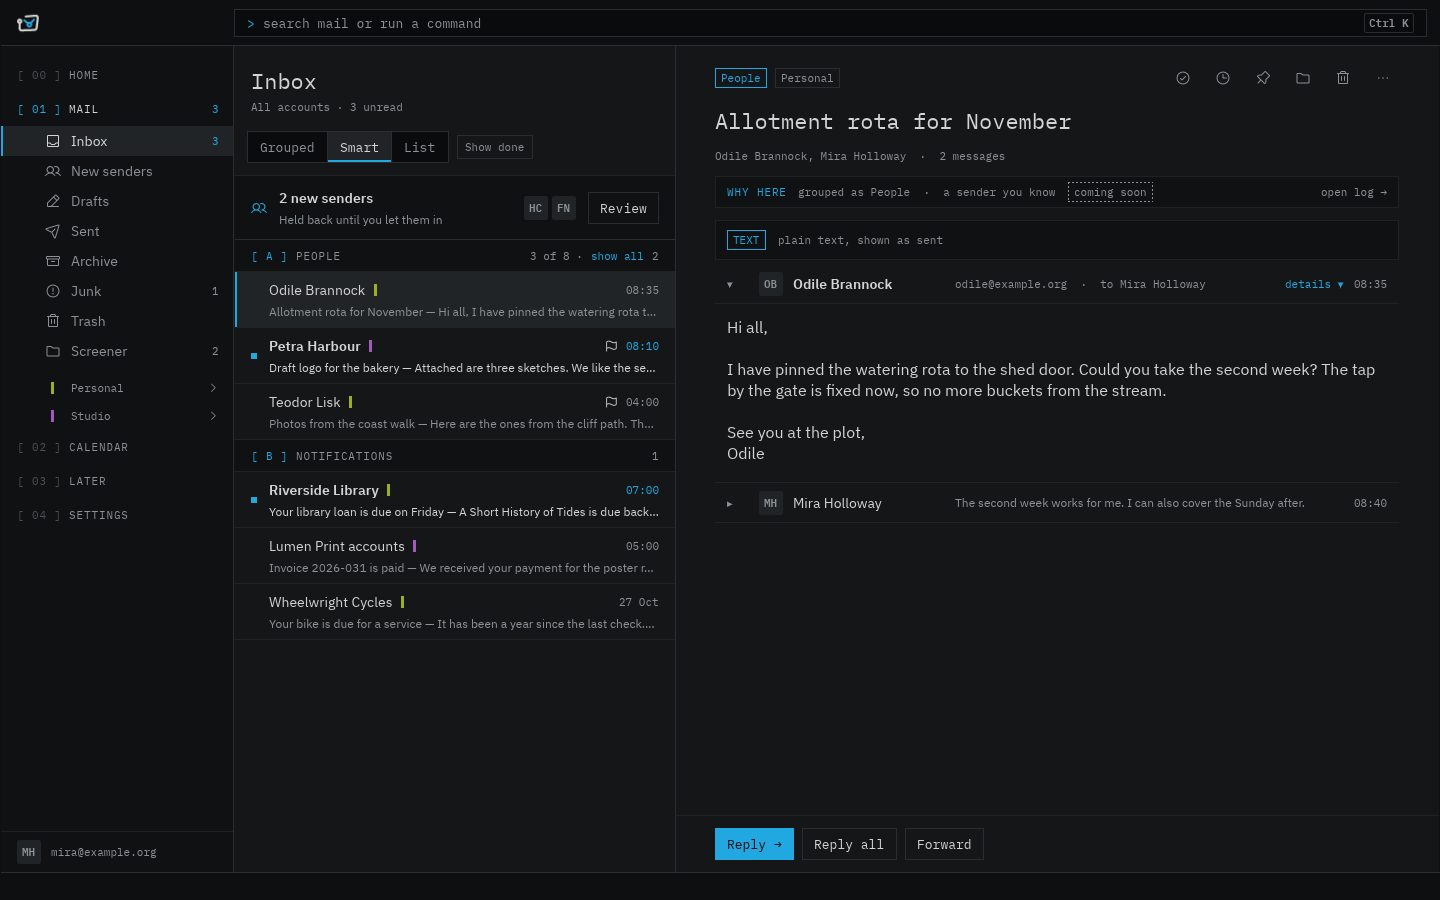 > search mail or run a command
Ctrl K
[ 00 ] HOME
[ 01 ] MAIL 3
Inbox 3
New senders
Drafts
Sent
Archive
Junk 1
Trash
Screener 2
Personal
Studio
[ 02 ] CALENDAR
[ 03 ] LATER
[ 04 ] SETTINGS
MH mira@example.org
Inbox
All accounts · 3 unread
Grouped Smart List Show done
2 new senders
Held back until you let them in
HC FN Review
[ A ] PEOPLE 3 of 8 · show all 2
Odile Brannock 08:35
Allotment rota for November — Hi all, I have pinned the watering rota t...
Petra Harbour 08:10
Draft logo for the bakery — Attached are three sketches. We like the se...
Teodor Lisk 04:00
Photos from the coast walk — Here are the ones from the cliff path. Th...
[ B ] NOTIFICATIONS 1
Riverside Library 07:00
Your library loan is due on Friday — A Short History of Tides is due back...
Lumen Print accounts 05:00
Invoice 2026-031 is paid — We received your payment for the poster r...
Wheelwright Cycles 27 Oct
Your bike is due for a service — It has been a year since the last check....
People Personal
Allotment rota for November
Odile Brannock, Mira Holloway · 2 messages
WHY HERE grouped as People · a sender you know coming soon open log →
TEXT plain text, shown as sent
▾ OB Odile Brannock odile@example.org · to Mira Holloway details ▾ 08:35
Hi all,
I have pinned the watering rota to the shed door. Could you take the second week? The tap
by the gate is fixed now, so no more buckets from the stream.
See you at the plot,
Odile
▸ MH Mira Holloway The second week works for me. I can also cover the Sunday after. 08:40
Reply → Reply all Forward